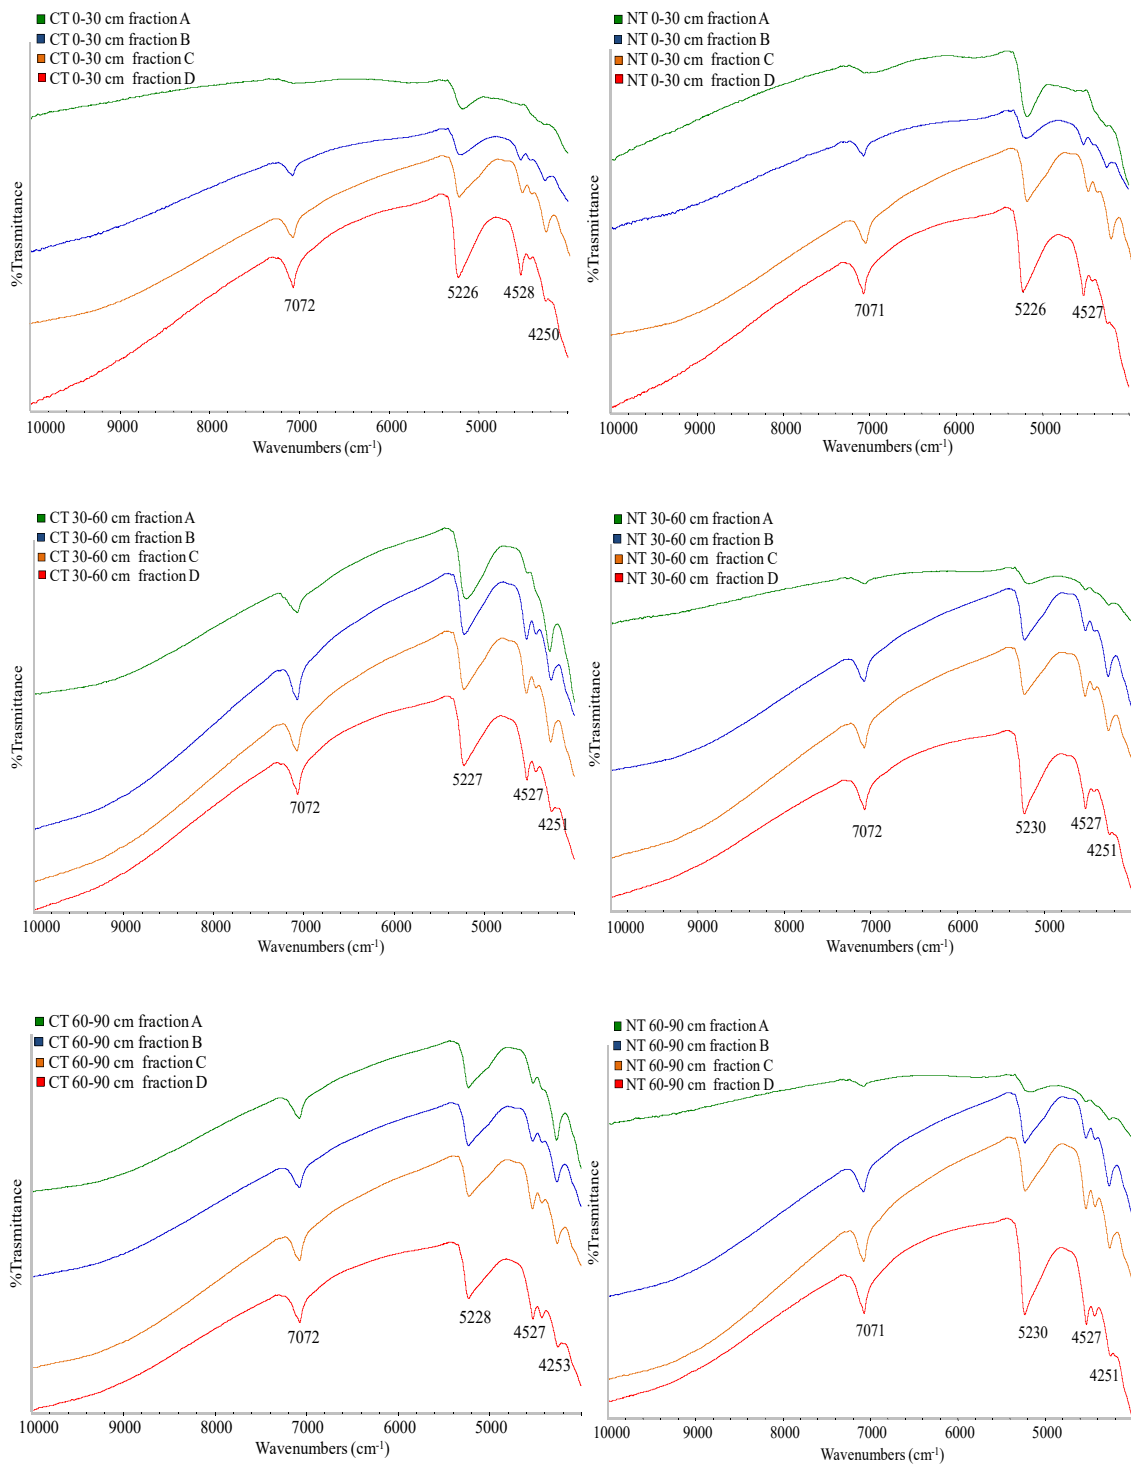 CT 0-30 cm fraction A
CT 0-30 cm fraction B
CT 0-30 cm fraction C
CT 0-30 cm fraction D
%Trasmittance
7072
5226
4528
4250
10000 9000 8000 7000 6000 5000
Wavenumbers (cm-1)
NT 0-30 cm fraction A
NT 0-30 cm fraction B
NT 0-30 cm fraction C
NT 0-30 cm fraction D
%Trasmittance
7071
5226
4527
10000 9000 8000 7000 6000 5000
Wavenumbers (cm-1)
CT 30-60 cm fraction A
CT 30-60 cm fraction B
CT 30-60 cm fraction C
CT 30-60 cm fraction D
%Trasmittance
7072
5227
4527
4251
10000 9000 8000 7000 6000 5000
Wavenumbers (cm-1)
NT 30-60 cm fraction A
NT 30-60 cm fraction B
NT 30-60 cm fraction C
NT 30-60 cm fraction D
%Trasmittance
7072
5230
4527
4251
10000 9000 8000 7000 6000 5000
Wavenumbers (cm-1)
CT 60-90 cm fraction A
CT 60-90 cm fraction B
CT 60-90 cm fraction C
CT 60-90 cm fraction D
%Trasmittance
7072
5228
4527
4253
10000 9000 8000 7000 6000 5000
Wavenumbers (cm-1)
NT 60-90 cm fraction A
NT 60-90 cm fraction B
NT 60-90 cm fraction C
NT 60-90 cm fraction D
%Trasmittance
7071
5230
4527
4251
10000 9000 8000 7000 6000 5000
Wavenumbers (cm-1)